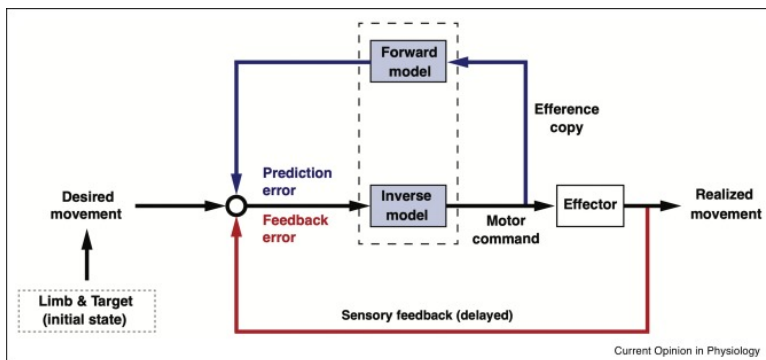 Forward
model
Efference
copy
Prediction
error
Desired
movement
Inverse
model
Effector
Realized
movement
Feedback
error
Motor
command
Limb & Target
(initial state)
Sensory feedback (delayed)
Current Opinion in Physiology